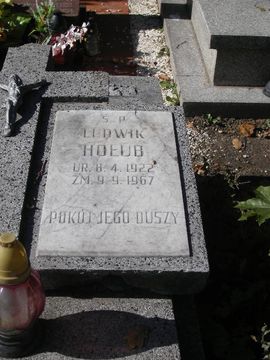 Ś. P.
LUDWIK
HOŁUB
UR. 8. 4. 1922
ZM. 9. 9. 1967
POKÓJ JEGO DUSZY